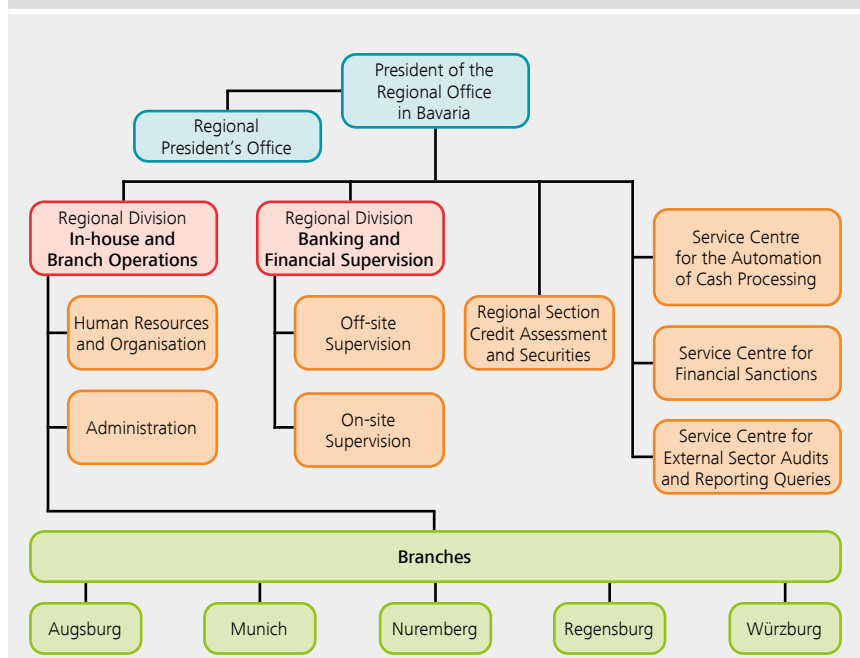 President of the
Regional Office
in Bavaria
Regional
President's Office
Regional Division
In-house and
Branch Operations
Human Resources
and Organisation
Administration
Regional Division
Banking and
Financial Supervision
Off-site
Supervision
On-site
Supervision
Regional Section
Credit Assessment
and Securities
Service Centre
for the Automation
of Cash Processing
Service Centre for
Financial Sanctions
Service Centre for
External Sector Audits
and Reporting Queries
Branches
Augsburg
Munich
Nuremberg
Regensburg
Würzburg